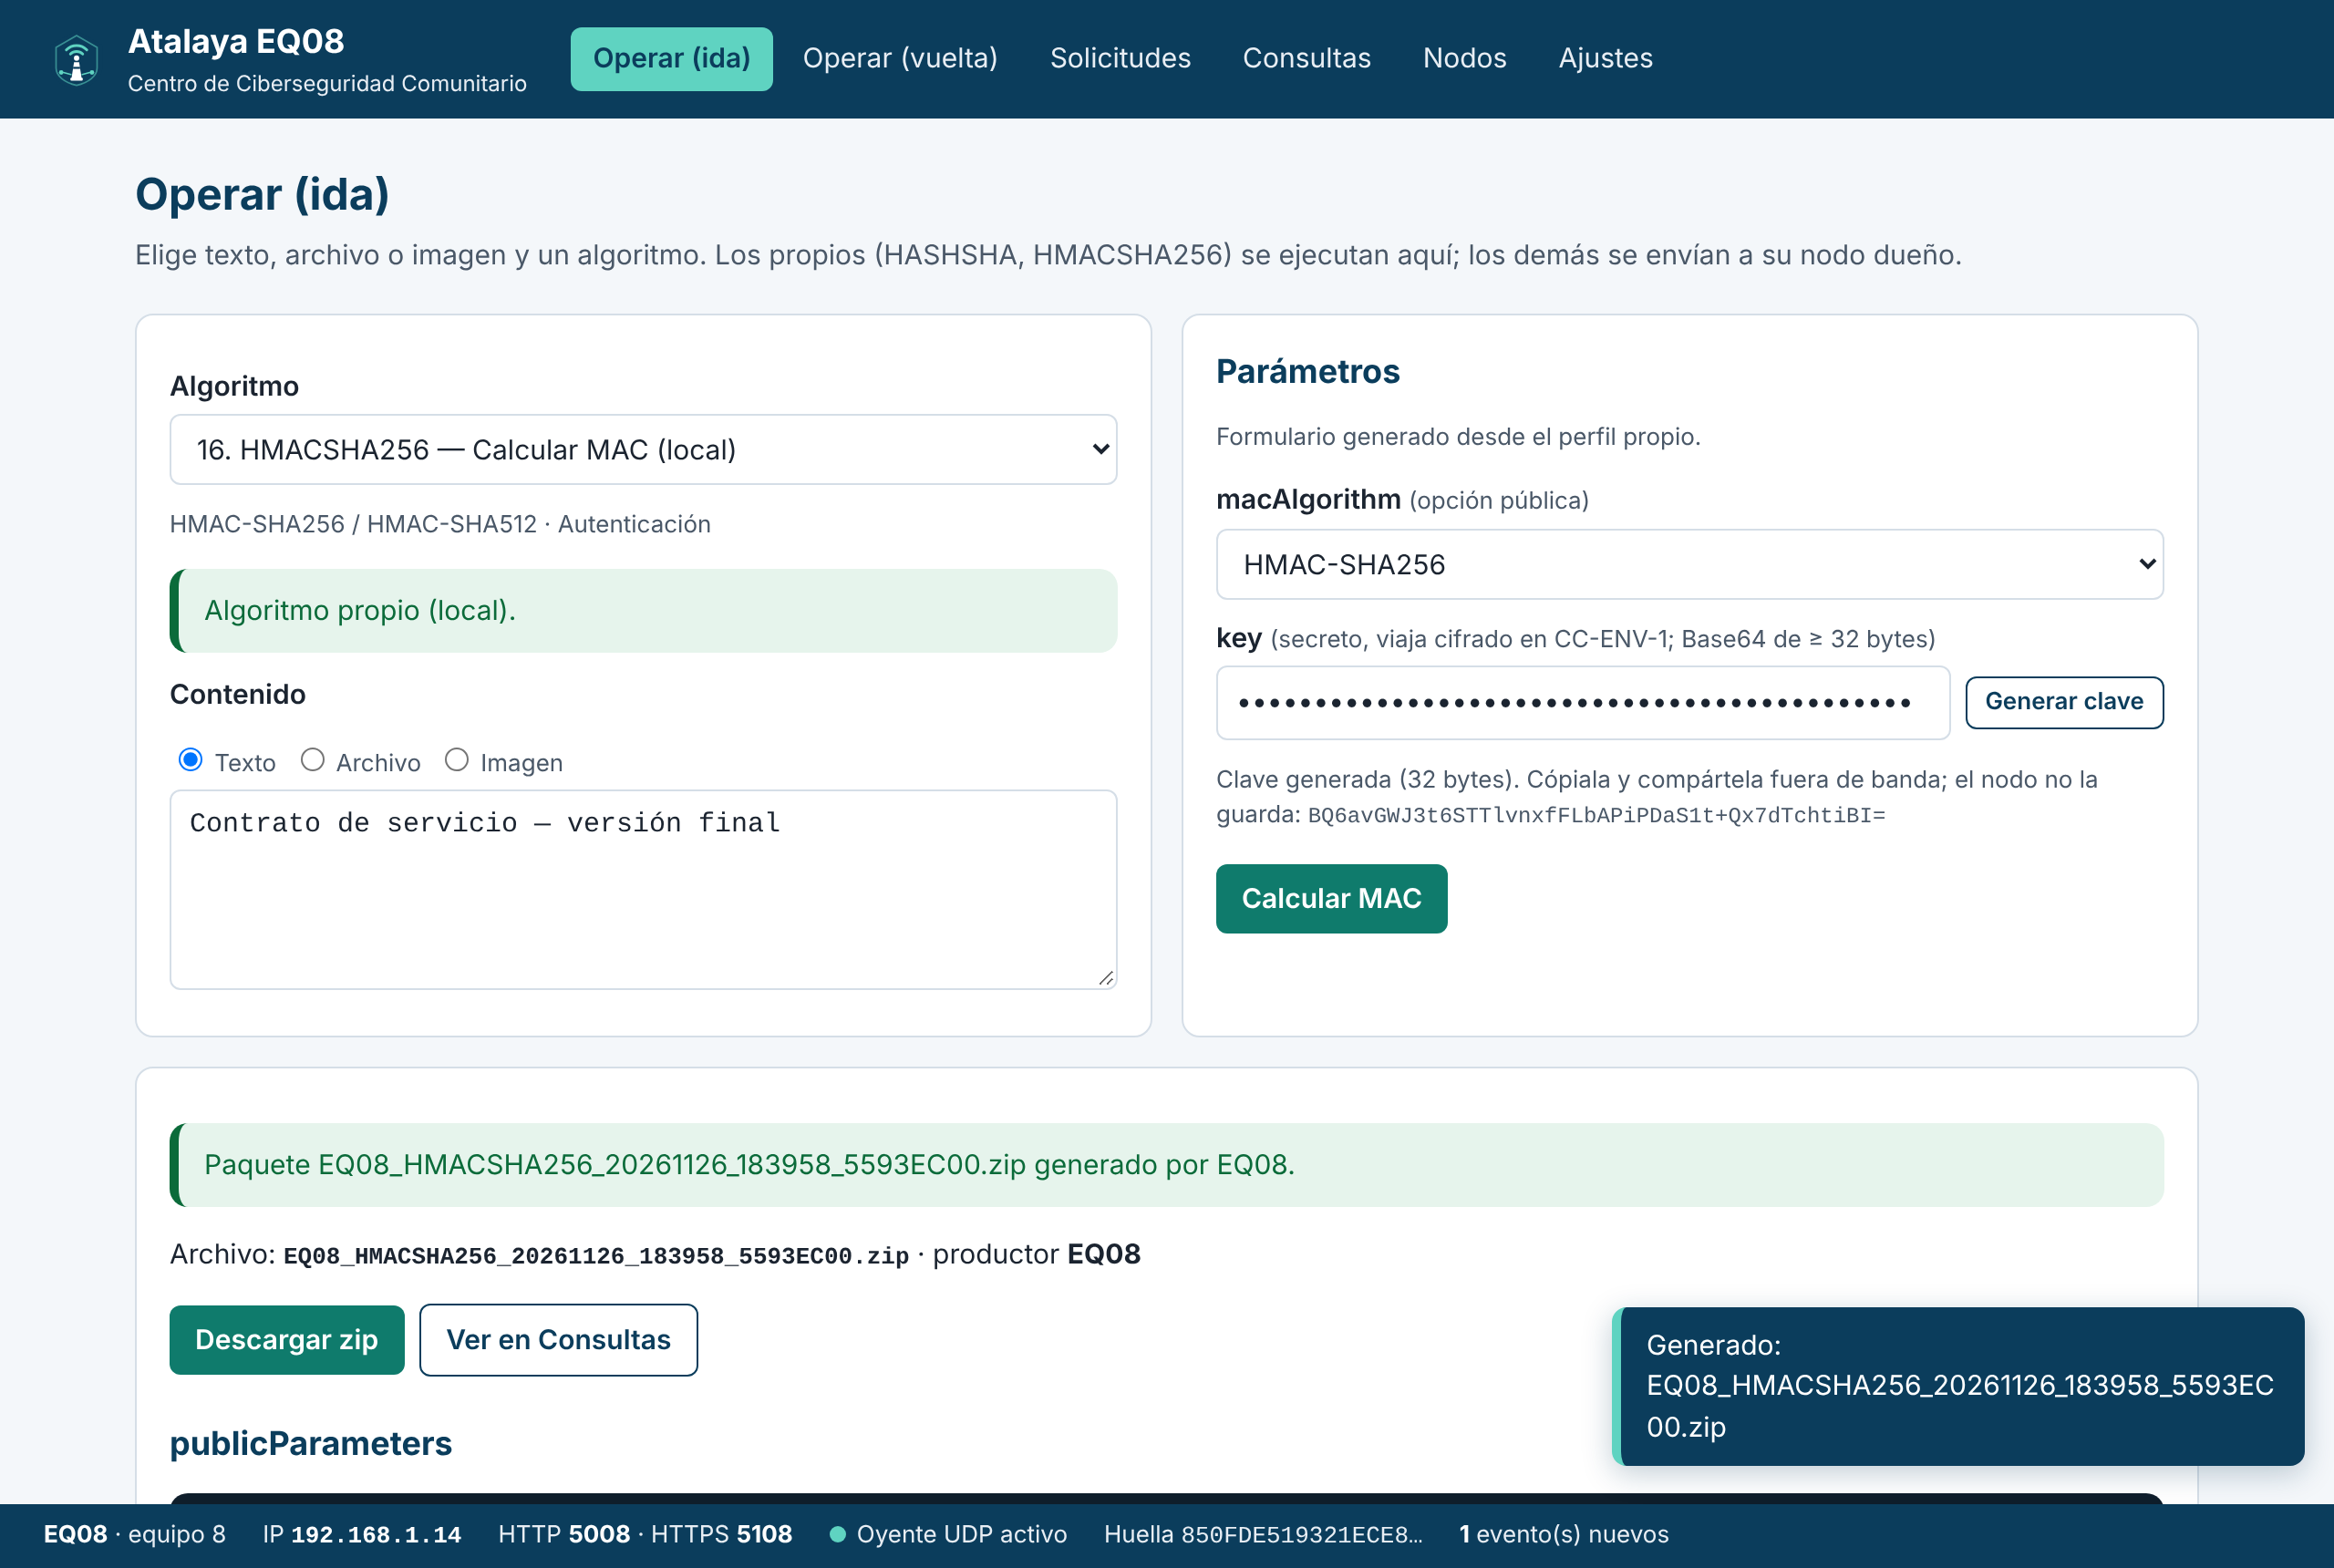 Atalaya EQ08
Centro de Ciberseguridad Comunitario
Operar (ida)
Operar (vuelta)
Solicitudes
Consultas
Nodos
Ajustes
Operar (ida)
Elige texto, archivo o imagen y un algoritmo. Los propios (HASHSHA, HMACSHA256) se ejecutan aquí; los demás se envían a su nodo dueño.
Algoritmo
16. HMACSHA256 — Calcular MAC (local)
HMAC-SHA256 / HMAC-SHA512 · Autenticación
Algoritmo propio (local).
Contenido
Texto
Archivo
Imagen
Contrato de servicio — versión final
Parámetros
Formulario generado desde el perfil propio.
macAlgorithm (opción pública)
HMAC-SHA256
key (secreto, viaja cifrado en CC-ENV-1; Base64 de ≥ 32 bytes)
Generar clave
Clave generada (32 bytes). Cópiala y compártela fuera de banda; el nodo no la
guarda: BQ6avGWJ3t6STTlvnxfFLbAPiPDaS1t+Qx7dTchtiBI=
Calcular MAC
Paquete EQ08_HMACSHA256_20261126_183958_5593EC00.zip generado por EQ08.
Archivo: EQ08_HMACSHA256_20261126_183958_5593EC00.zip · productor EQ08
Descargar zip
Ver en Consultas
publicParameters
Generado:
EQ08_HMACSHA256_20261126_183958_5593EC
00.zip
EQ08 · equipo 8
IP 192.168.1.14
HTTP 5008 · HTTPS 5108
Oyente UDP activo
Huella 850FDE519321ECE8…
1 evento(s) nuevos